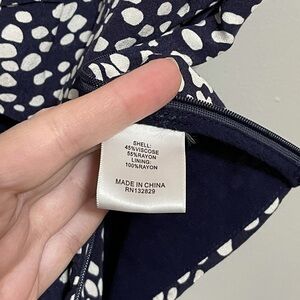 SHELL:
45%VISCOSE
55%RAYON
LINING:
100%RAYON
MADE IN CHINA
RN132829